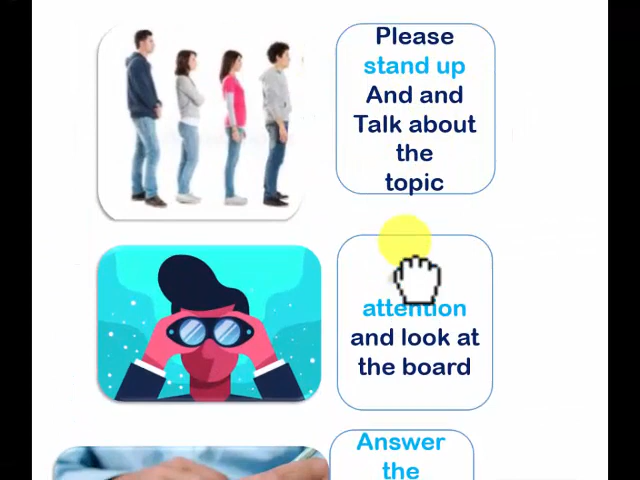 Please
stand up
And and
Talk about
the
topic
attention
and look at
the board
Answer
the